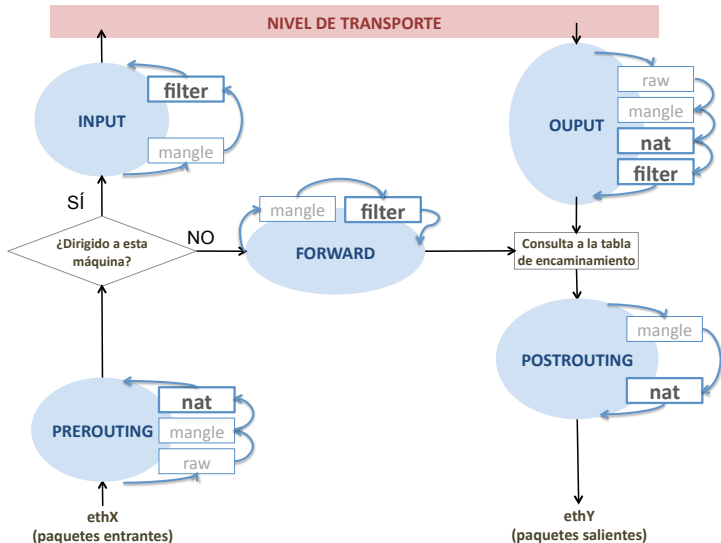 NIVEL DE TRANSPORTE
INPUT
filter
mangle
OUPUT
raw
mangle
nat
filter
SÍ
¿Dirigido a esta
máquina?
NO
mangle
filter
FORWARD
Consulta a la tabla
de encaminamiento
PREROUTING
nat
mangle
raw
POSTROUTING
mangle
nat
ethX
(paquetes entrantes)
ethY
(paquetes salientes)